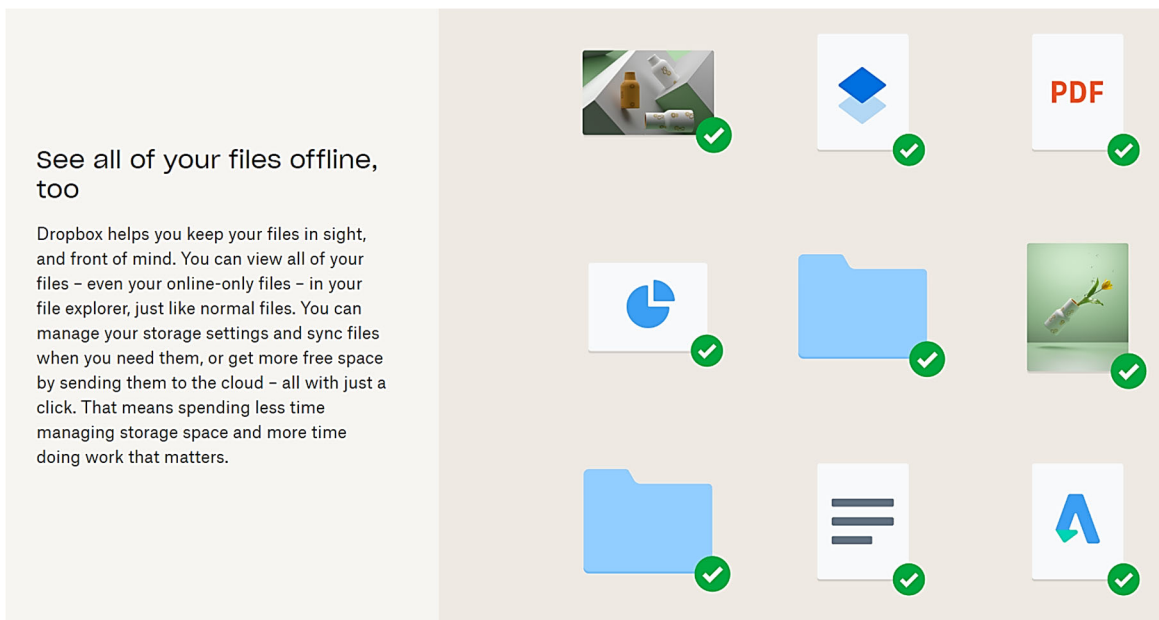 See all of your files offline,
too
Dropbox helps you keep your files in sight,
and front of mind. You can view all of your
files – even your online-only files – in your
file explorer, just like normal files. You can
manage your storage settings and sync files
when you need them, or get more free space
by sending them to the cloud – all with just a
click. That means spending less time
managing storage space and more time
doing work that matters.
PDF